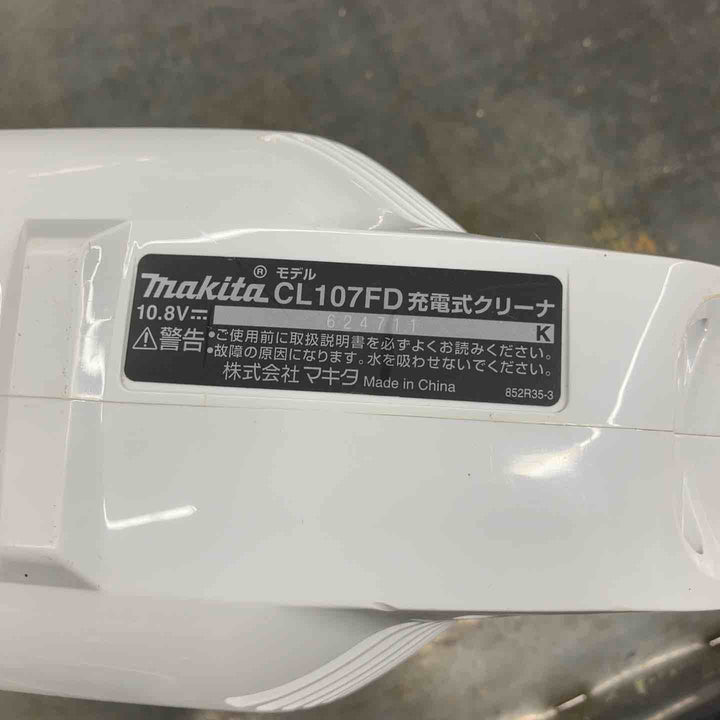 makita® モデル CL107FD 充電式クリーナ
10.8V⎓ 624711 K
⚠警告 •ご使用前に取扱説明書を必ずよくお読みください。
•故障の原因になります。水を吸わせないでください。
株式会社 マキタ Made in China 852R35-3